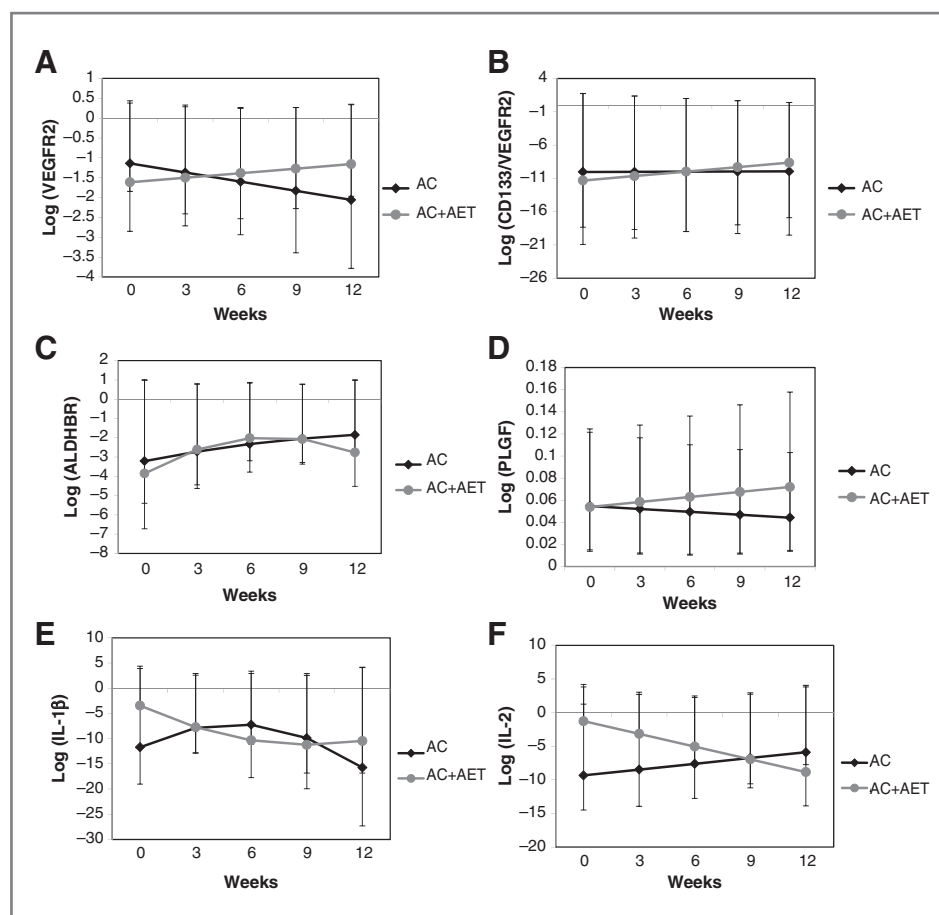 A
Log (VEGFR2)
1
0.5
0
–0.5
–1
–1.5
–2
–2.5
–3
–3.5
–4
0 3 6 9 12
Weeks
AC
AC+AET
B
Log (CD133/VEGFR2)
4
–1
–6
–11
–16
–21
–26
0 3 6 9 12
Weeks
AC
AC+AET
C
Log (ALDHBR)
2
1
0
–1
–2
–3
–4
–5
–6
–7
–8
0 3 6 9 12
Weeks
AC
AC+AET
D
Log (PLGF)
0.18
0.16
0.14
0.12
0.1
0.08
0.06
0.04
0.02
0
0 3 6 9 12
Weeks
AC
AC+AET
E
Log (IL-1β)
10
5
0
–5
–10
–15
–20
–25
–30
0 3 6 9 12
Weeks
AC
AC+AET
F
Log (IL-2)
10
5
0
–5
–10
–15
–20
0 3 6 9 12
Weeks
AC
AC+AET